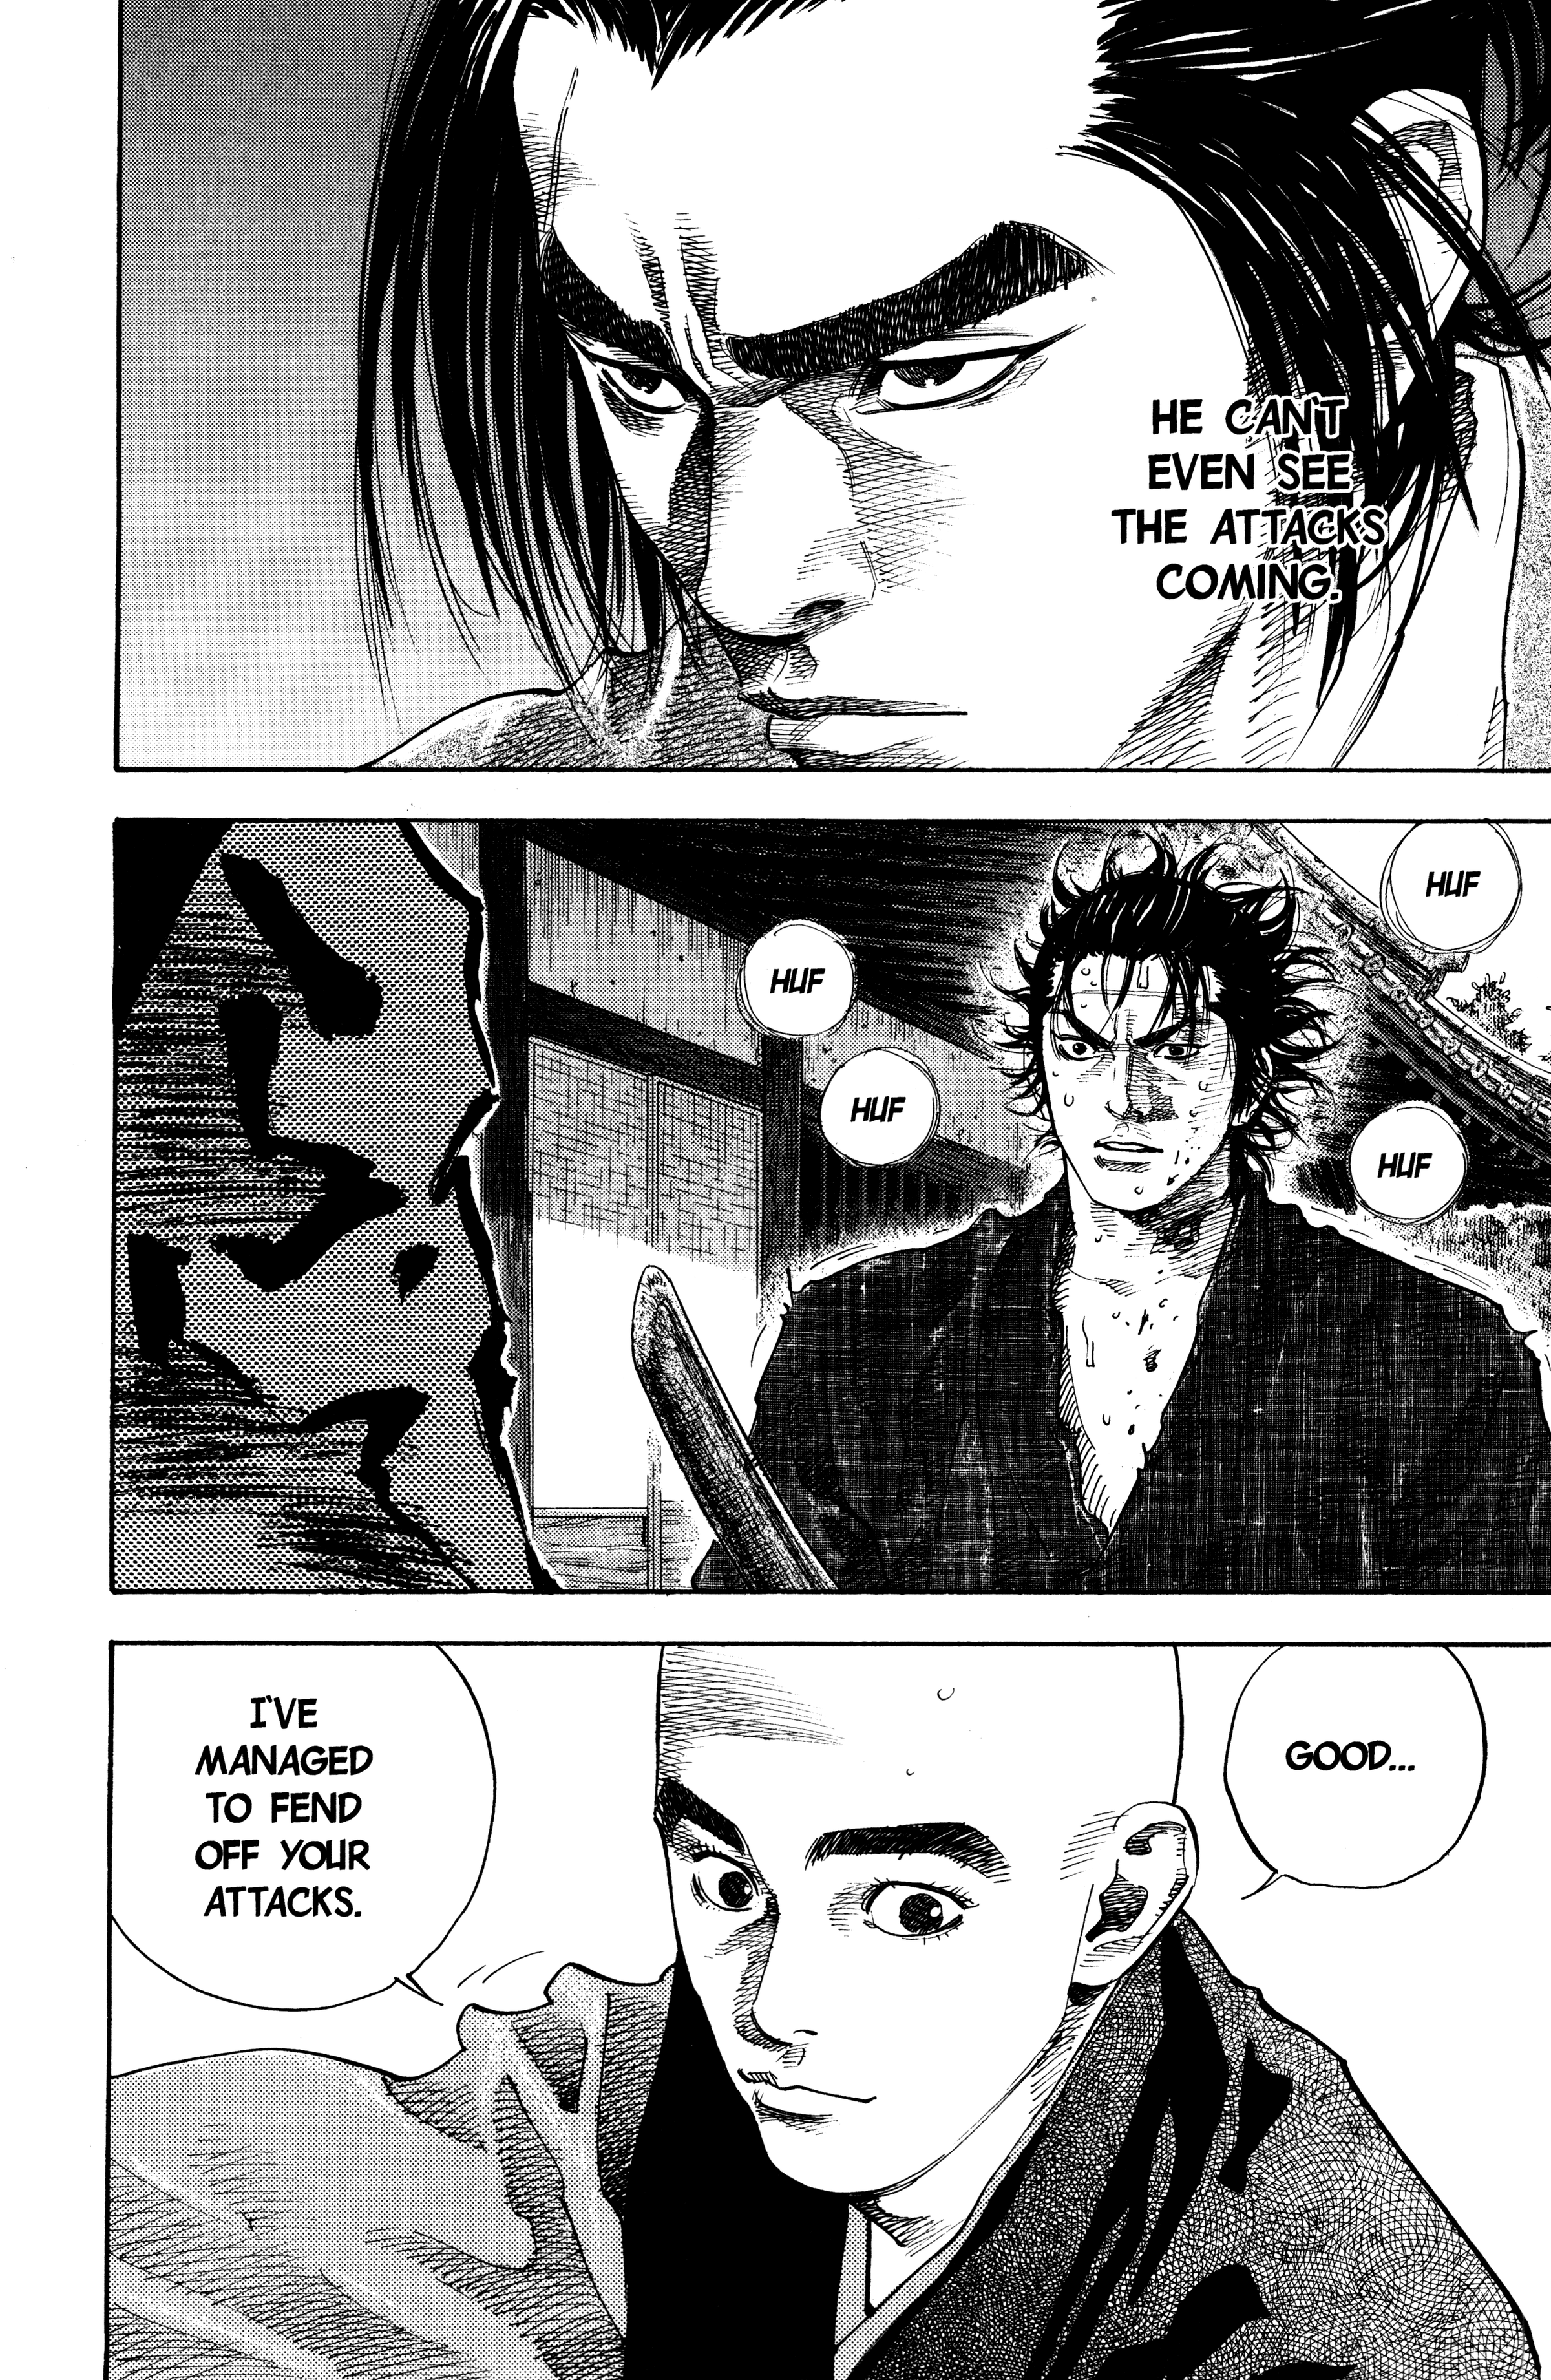 HE CAN'T
EVEN SEE
THE ATTACKS
COMING.
HUF
HUF
HUF
HUF
GOOD...
I'VE
MANAGED
TO FEND
OFF YOUR
ATTACKS.